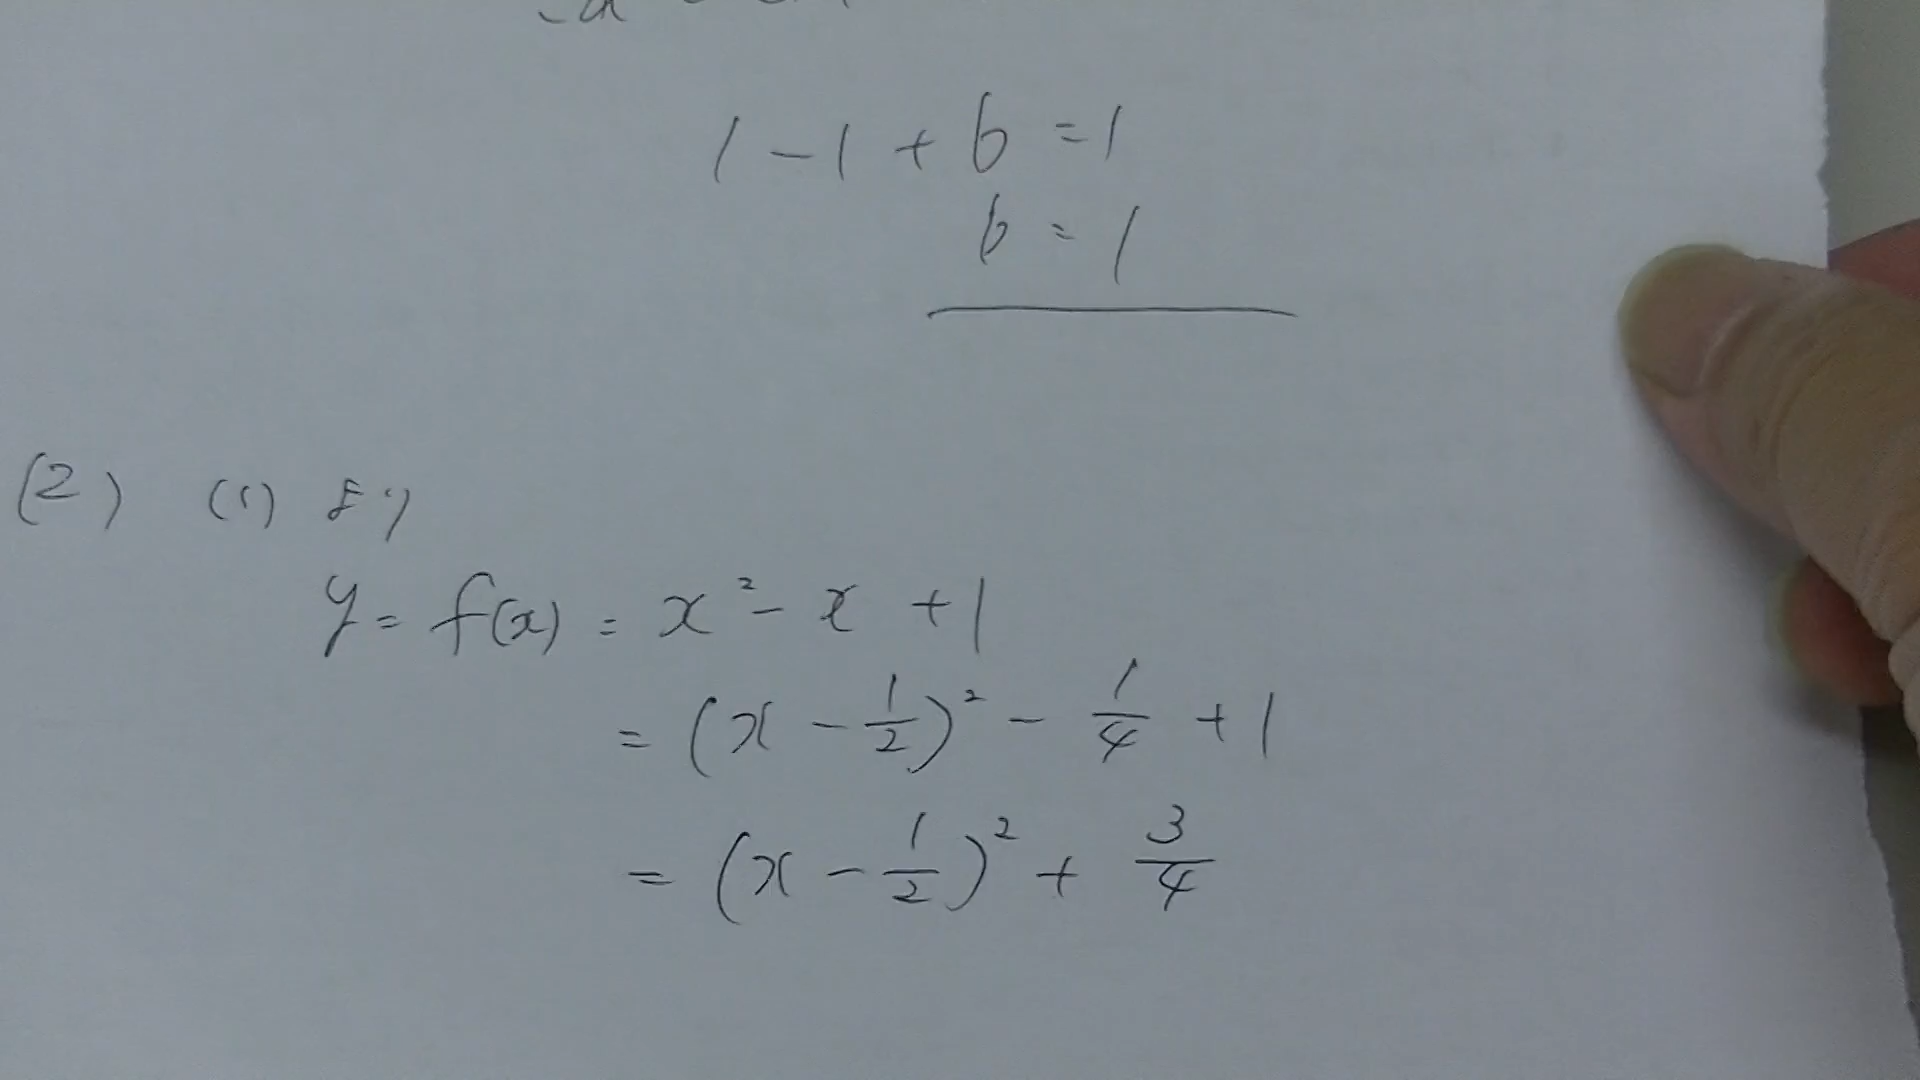 1 - 1 + b = 1
b = 1
(2) (1) より
y = f(x) = x² - x + 1
= (x - 1/2)² - 1/4 + 1
= (x - 1/2)² + 3/4